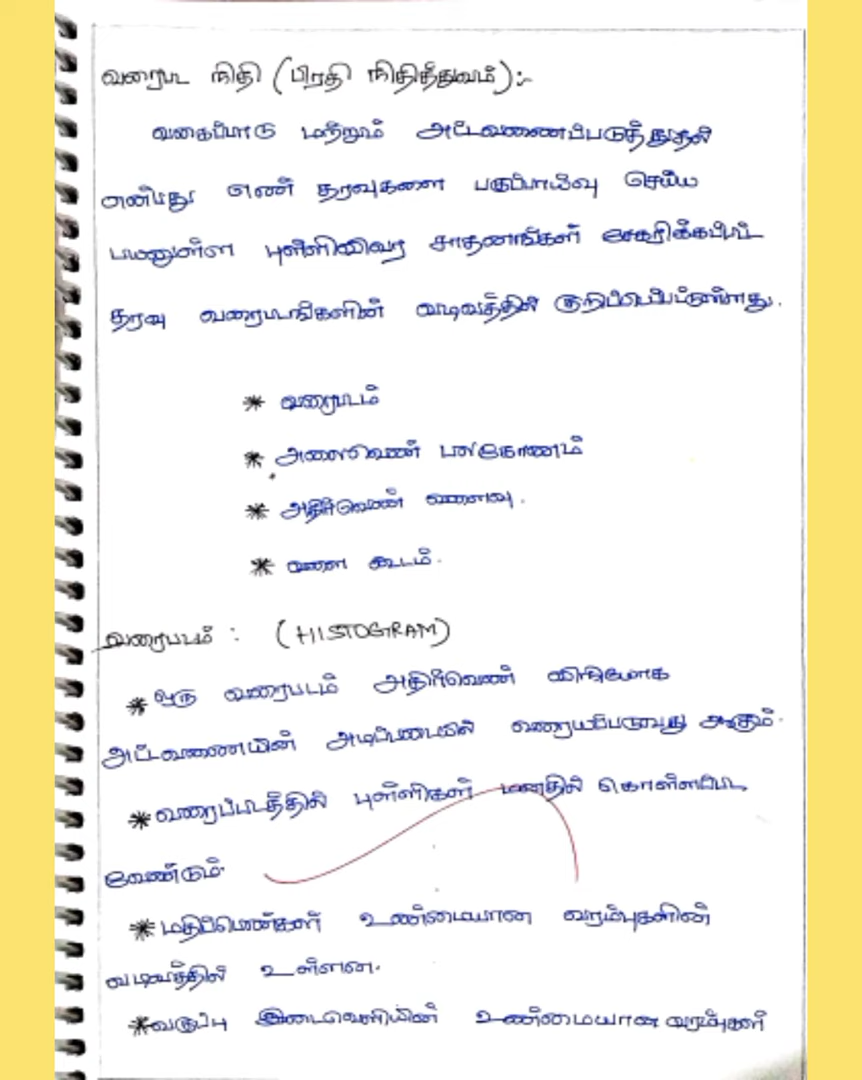 வரைபட நிதி (பிரதி நிதித்துவம்):-
வகைப்பாடு மற்றும் அட்டவணைப்படுத்துதல்
என்பது எண் தரவுகளை பகுப்பாய்வு செய்ய
பயனுள்ள புள்ளிவிவர சாதனங்கள் சேகரிக்கப்பட்ட
தரவு வரைபடங்களின் வடிவத்தில் குறிப்பிடப்பட்டுள்ளது.
* வரைபடம்
* அலைவெண் பல்கோணம்
* அதிர்வெண் வளைவு.
* வளை கூடம்.
வரைபடம் : (HISTOGRAM)
* ஒரு வரைபடம் அதிர்வெண்
அட்டவணையின் அடிப்படையில் வரையப்படுவது ஆகும்.
* வரைப்படத்தில் புள்ளிகள் மனதில் கொள்ளப்பட
வேண்டும்.
* மதிப்பெண்கள் உண்மையான வரம்புகளின்
வடிவத்தில் உள்ளன.
* வகுப்பு இடைவெளியின் உண்மையான வரம்புகள்